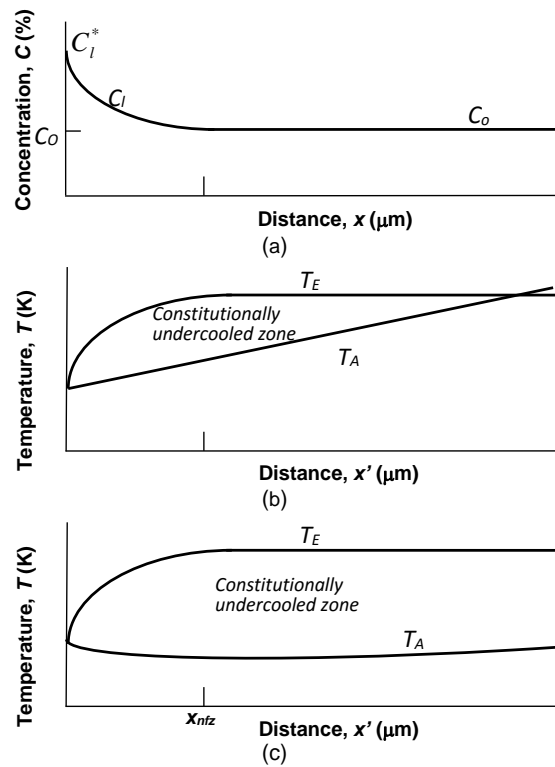 Concentration, C (%)
C_l^*
C_l
C_o
C_O
Distance, x (μm)
(a)
Temperature, T (K)
T_E
Constitutionally
undercooled zone
T_A
Distance, x' (μm)
(b)
Temperature, T (K)
T_E
Constitutionally
undercooled zone
T_A
x_nfz
Distance, x' (μm)
(c)